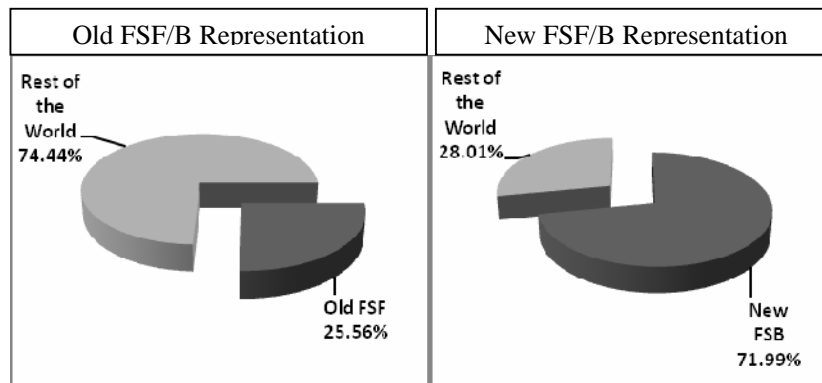 Old FSF/B Representation
New FSF/B Representation
Rest of
the
World
74.44%
Old FSF
25.56%
Rest of
the
World
28.01%
New
FSB
71.99%